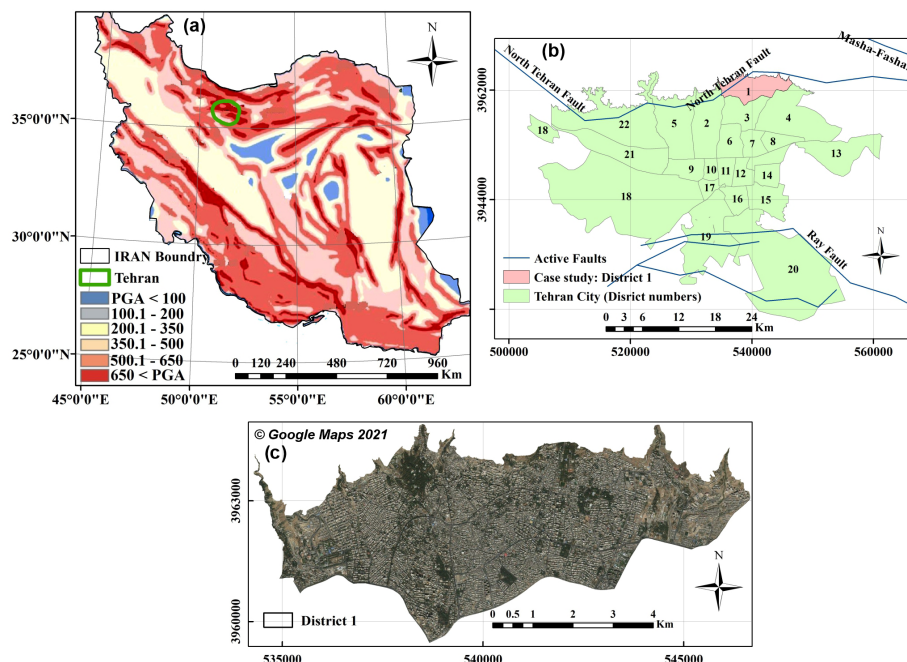 (a)
N
35°0'0"N
30°0'0"N
25°0'0"N
IRAN Boundry
Tehran
PGA < 100
100.1 - 200
200.1 - 350
350.1 - 500
500.1 - 650
650 < PGA
0 120 240 480 720 960
Km
45°0'0"E 50°0'0"E 55°0'0"E 60°0'0"E
(b)
N
Masha-Fasha
North Tehran Fault
North Tehran Fault
3962000
3944000
1
2
3
4
5
6
7
8
9
10
11
12
13
14
15
16
17
18
18
19
20
21
22
Ray Fault
Active Faults
Case study: District 1
Tehran City (Disrict numbers)
0 3 6 12 18 24
Km
500000 520000 540000 560000
© Google Maps 2021
(c)
3963000
3960000
N
District 1
0 0.5 1 2 3 4
Km
535000 540000 545000